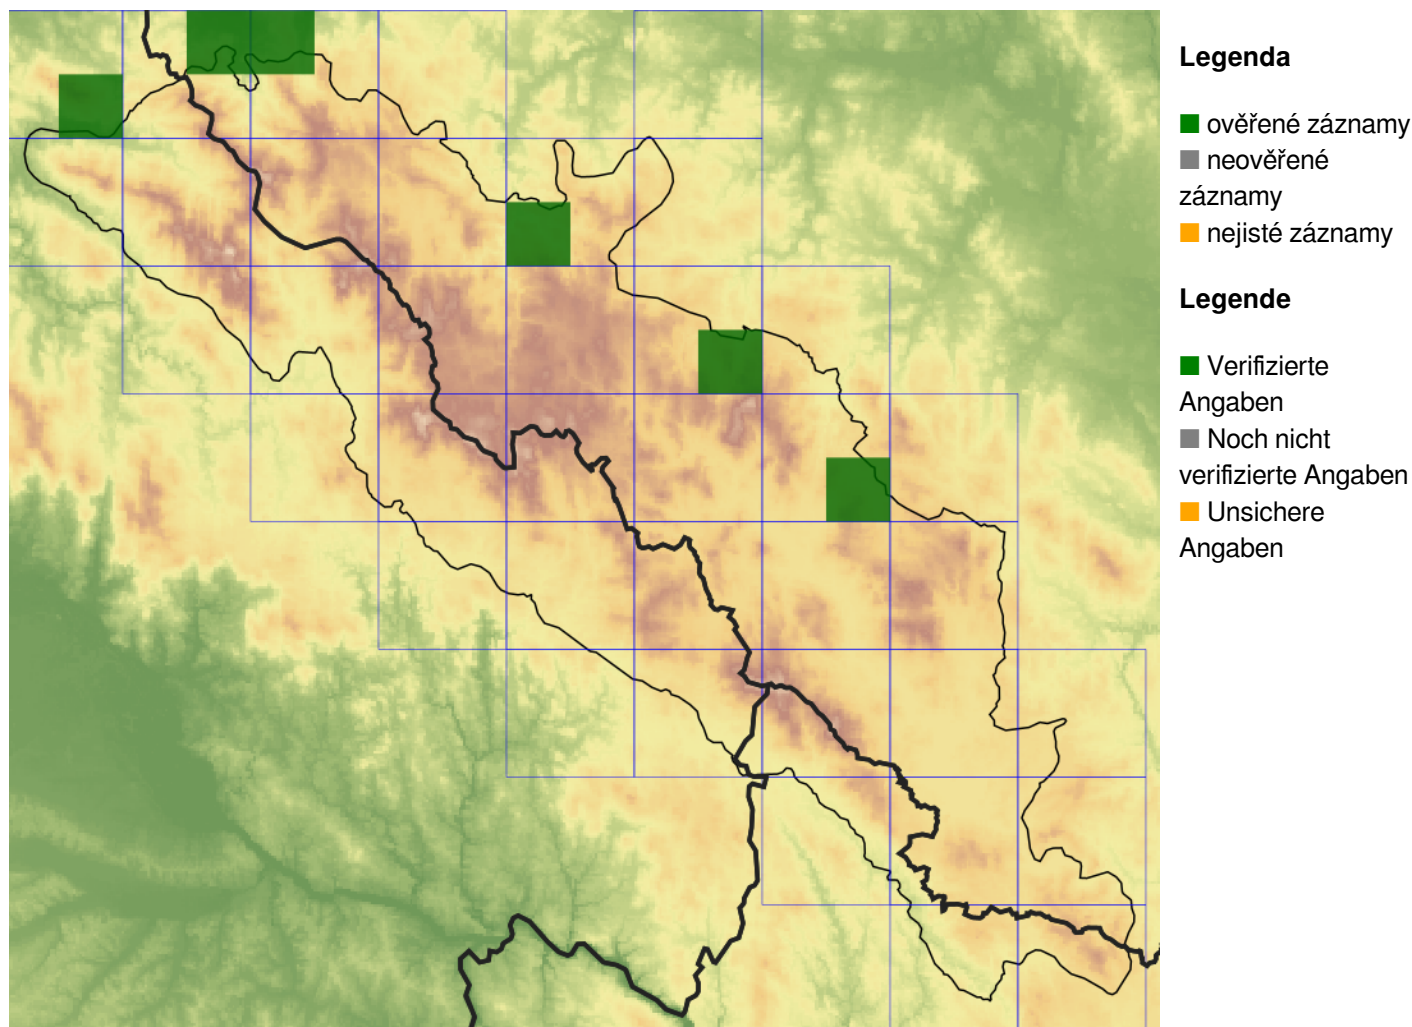 Legenda
ověřené záznamy
neověřené
záznamy
nejisté záznamy
Legende
Verifizierte
Angaben
Noch nicht
verifizierte Angaben
Unsichere
Angaben